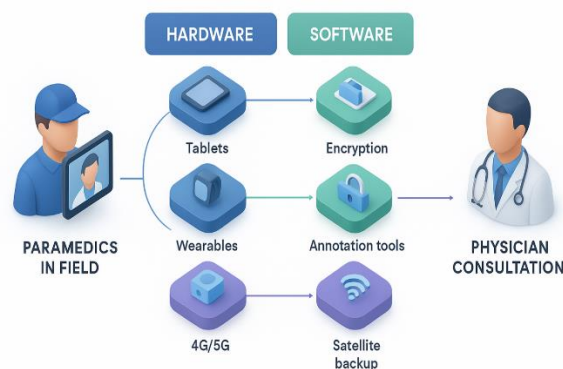 HARDWARE
SOFTWARE
Tablets
Encryption
PARAMEDICS
IN FIELD
Wearables
Annotation tools
PHYSICIAN
CONSULTATION
4G/5G
Satellite
backup